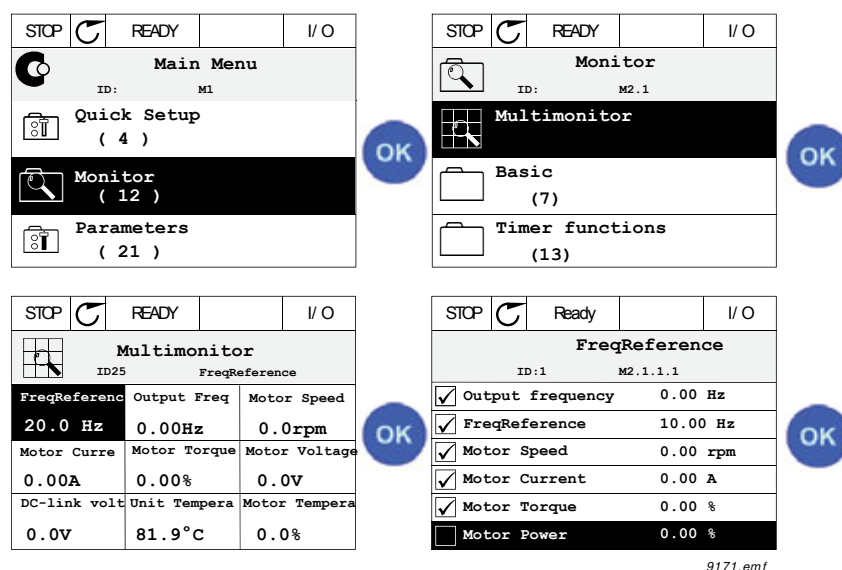 STOP READY I/O
Main Menu
ID: M1
Quick Setup
( 4 )
Monitor
( 12 )
Parameters
( 21 )
OK
STOP READY I/O
Monitor
ID: M2.1
Multimonitor
Basic
(7)
Timer functions
(13)
OK
STOP READY I/O
Multimonitor
ID25 FreqReference
FreqReferenc Output Freq Motor Speed
20.0 Hz 0.00Hz 0.0rpm
Motor Curre Motor Torque Motor Voltage
0.00A 0.00% 0.0V
DC-link volt Unit Tempera Motor Tempera
0.0V 81.9°C 0.0%
OK
STOP Ready I/O
FreqReference
ID:1 M2.1.1.1
Output frequency 0.00 Hz
FreqReference 10.00 Hz
Motor Speed 0.00 rpm
Motor Current 0.00 A
Motor Torque 0.00 %
Motor Power 0.00 %
OK
9171.emf